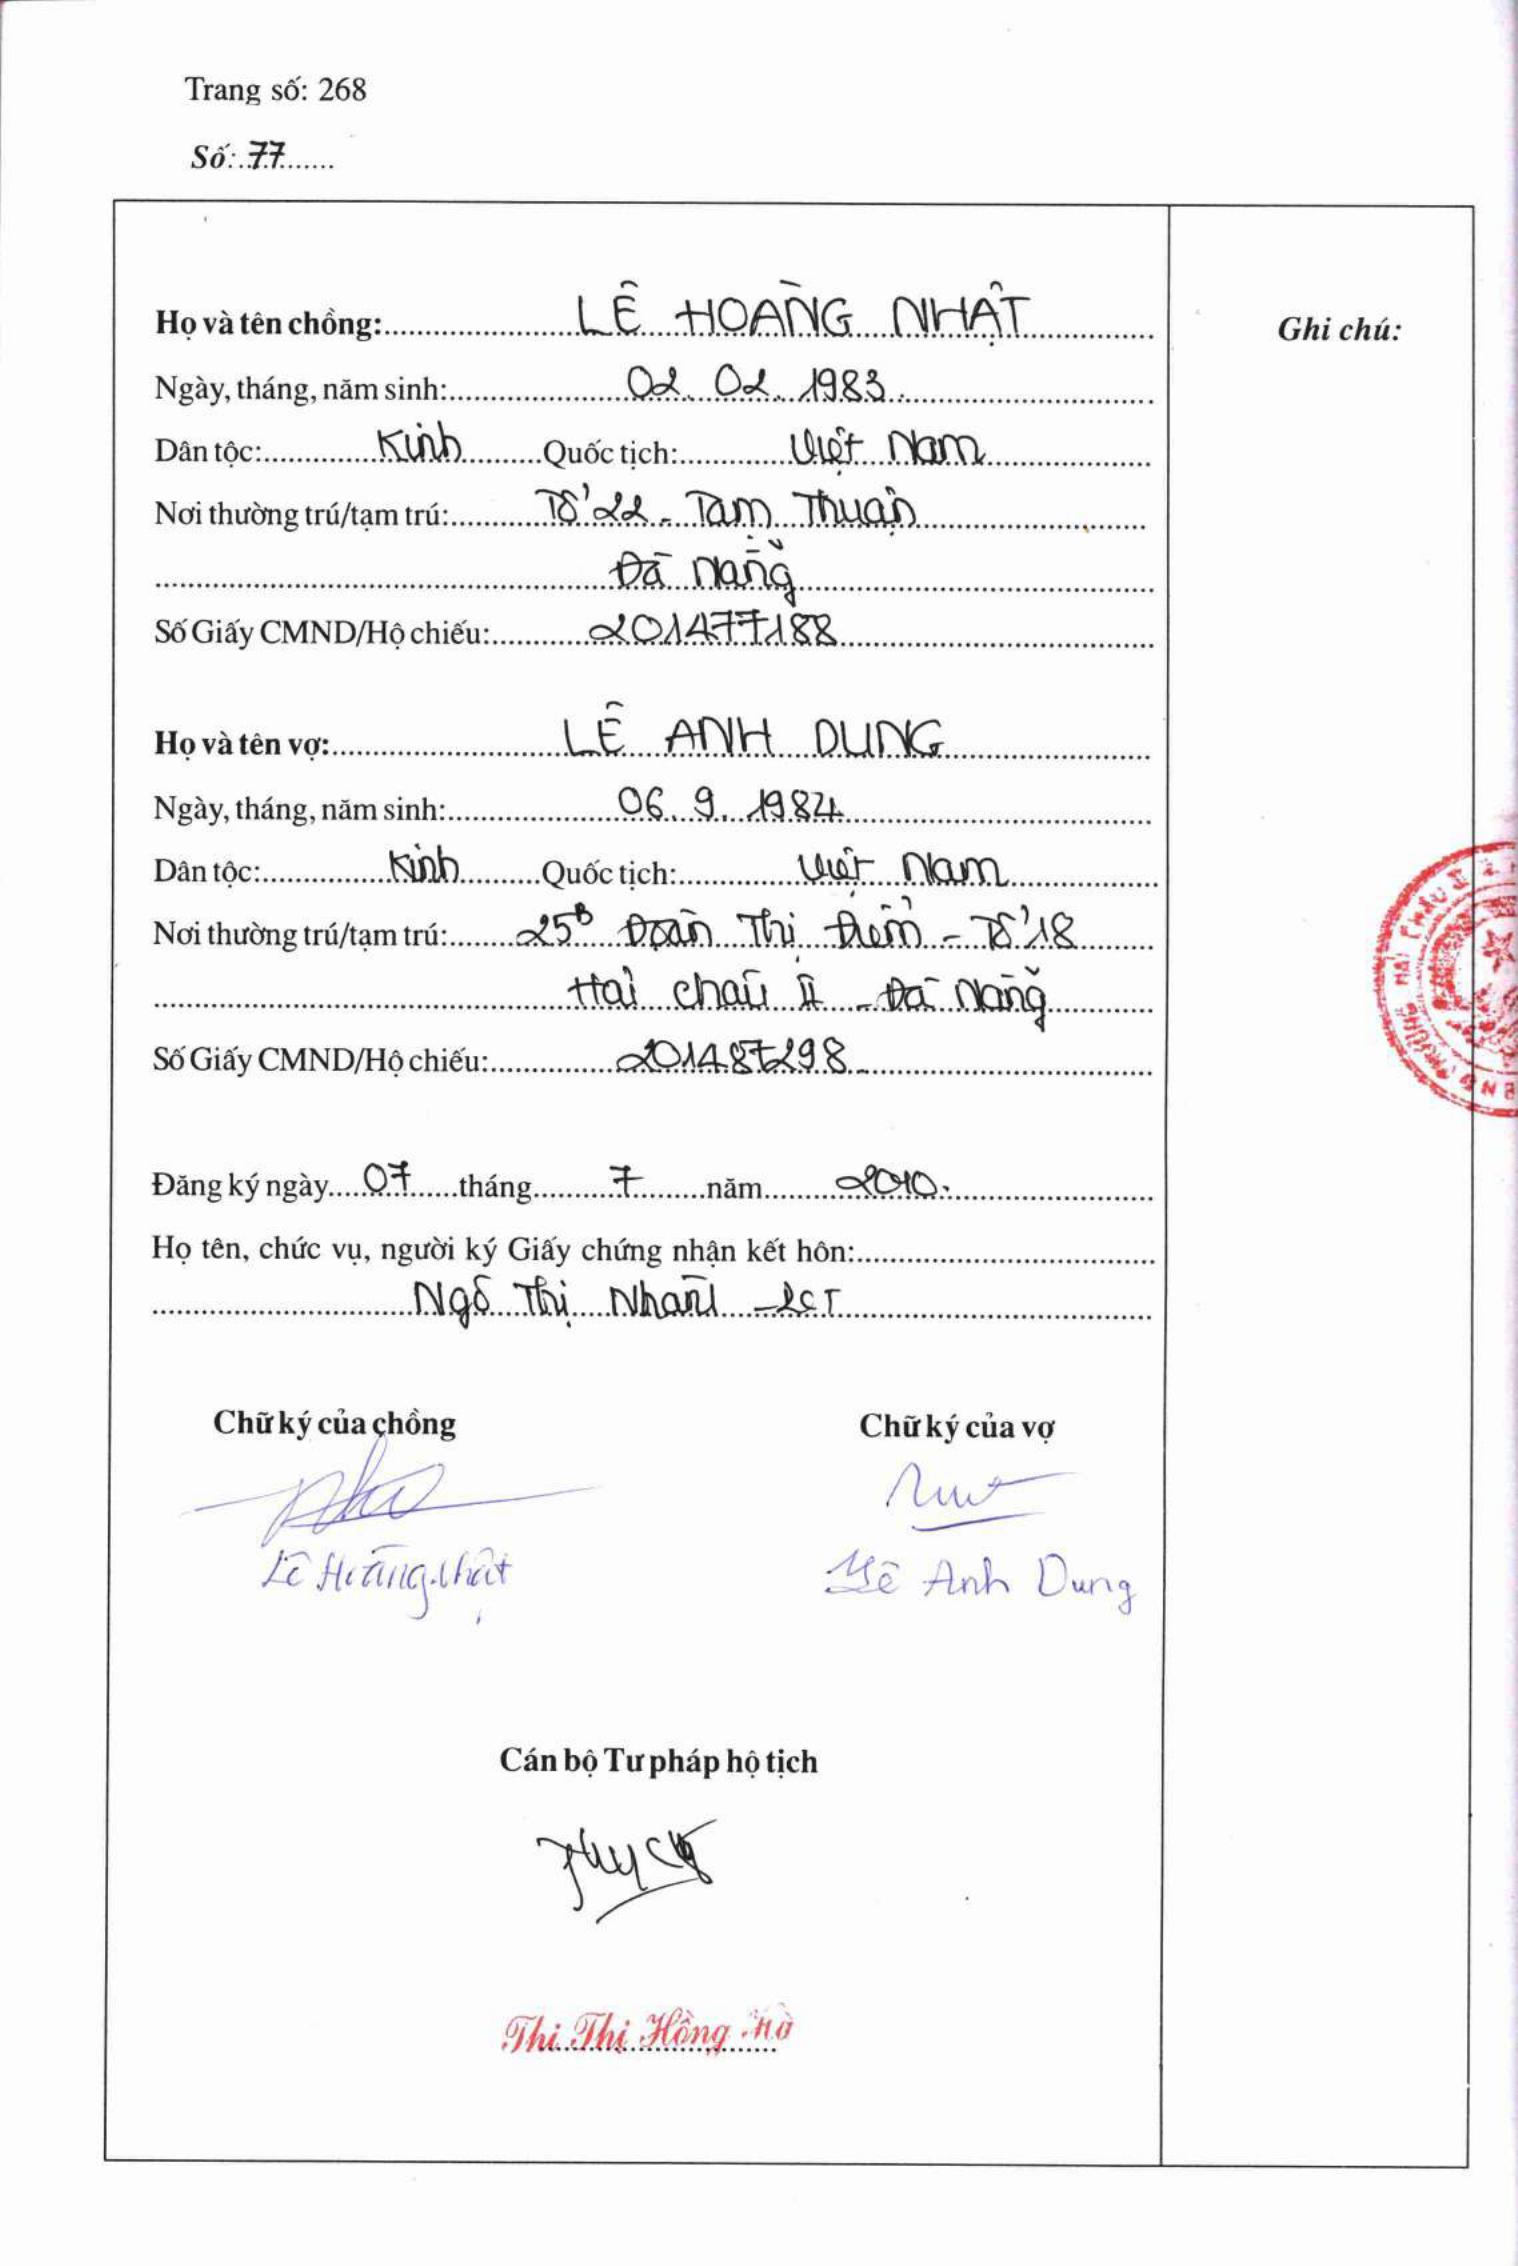 Trang số: 268
Số: 77
Họ và tên chồng: LÊ HOÀNG NHẬT
Ghi chú:
Ngày, tháng, năm sinh: 02. 02. 1983.
Dân tộc: Kinh Quốc tịch: Việt Nam
Nơi thường trú/tạm trú: Tổ 22 - Tam Thuận
Đà Nẵng
Số Giấy CMND/Hộ chiếu: 201477188
Họ và tên vợ: LÊ ANH DUNG
Ngày, tháng, năm sinh: 06. 9. 1984
Dân tộc: Kinh Quốc tịch: Việt Nam
Nơi thường trú/tạm trú: 25B Đoàn Thị Điểm - Tổ 18
Hải Châu II - Đà Nẵng
Số Giấy CMND/Hộ chiếu: 201487298
Đăng ký ngày 07 tháng 7 năm 2010.
Họ tên, chức vụ, người ký Giấy chứng nhận kết hôn:
Ngô Thị Nhàn - PCT
Chữ ký của chồng
Chữ ký của vợ
Lê Hoàng Nhật
Lê Anh Dung
Cán bộ Tư pháp hộ tịch
Thi Thị Hồng Hà